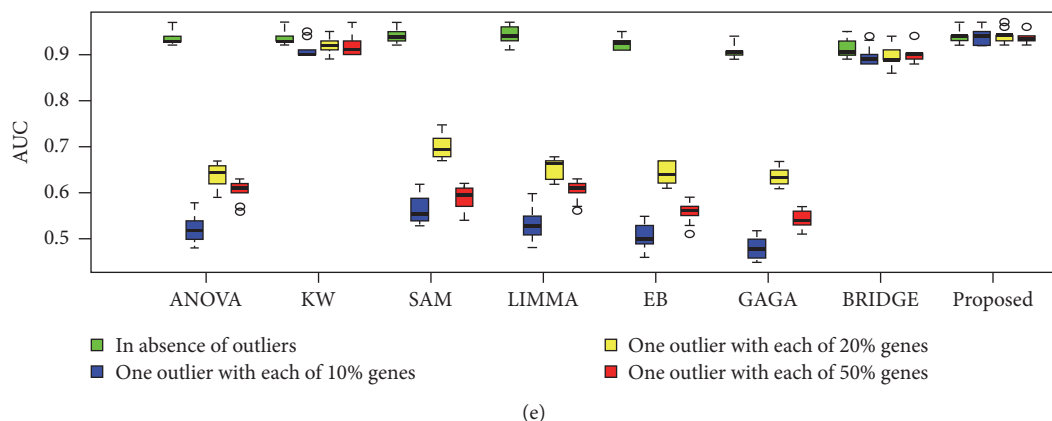 0.9
0.8
AUC
0.7
0.6
0.5
ANOVA KW SAM LIMMA EB GAGA BRIDGE Proposed
In absence of outliers One outlier with each of 20% genes
One outlier with each of 10% genes One outlier with each of 50% genes
(e)